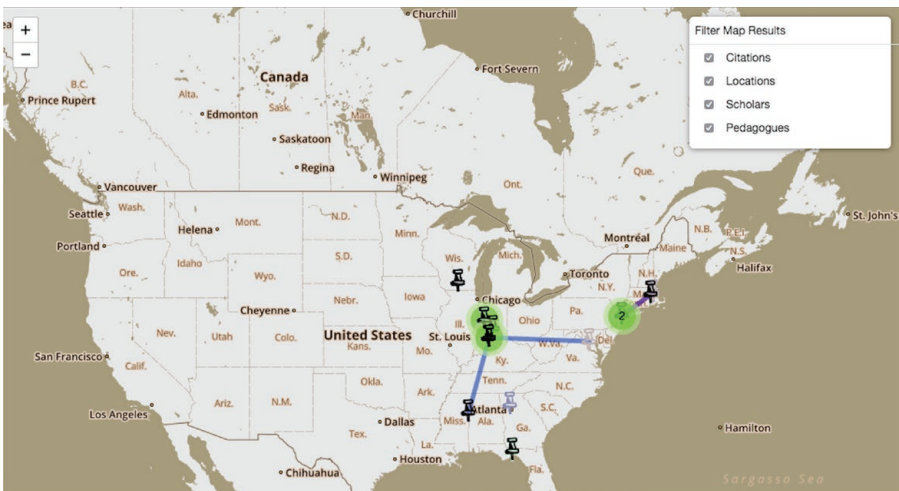 Churchill
+
−
Filter Map Results
Citations
Locations
Scholars
Pedagogues
Canada
Fort Severn
B.C.
Alta.
Prince Rupert
Sask.
Man.
Edmonton
Saskatoon
Regina
Winnipeg
Que.
Ont.
Vancouver
Wash.
Seattle
St. John's
Mont.
N.D.
Helena
Minn.
Montréal
N.B.
P.E.I.
Maine
N.S.
Portland
Halifax
Idaho
S.D.
Wis.
Mich.
Toronto
N.H.
Ore.
Wyo.
N.Y.
Iowa
Chicago
Nebr.
Cheyenne
Ill.
Ohio
Pa.
2
Nev.
Utah
Colo.
United States
St. Louis
W.Va.
Del
Kans.
Mo.
Ky.
Va.
San Francisco
Calif.
Okla.
Tenn.
N.C.
Ark.
Ariz.
N.M.
Atlanta
S.C.
Los Angeles
Dallas
Miss.
Ala.
Ga.
Hamilton
Tex.
La.
Houston
Chihuahua
Fla.
Sargasso Sea